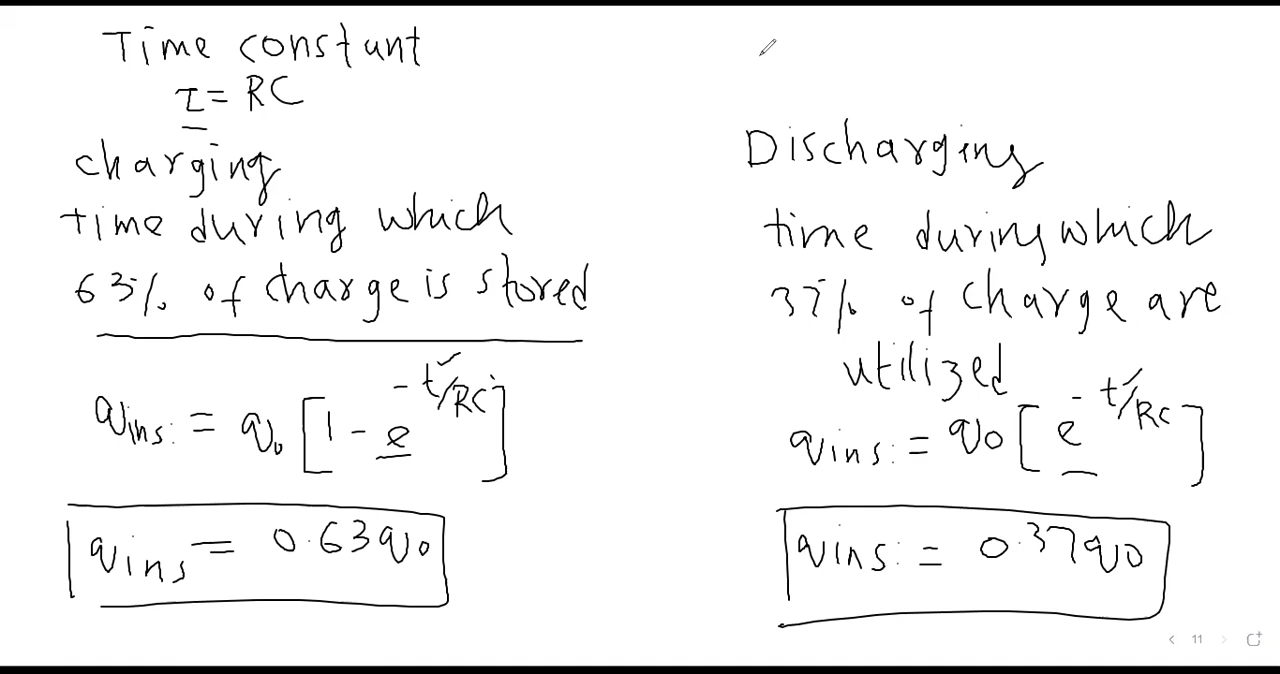 Time constant
τ = RC
charging
time during which
63% of charge is stored
qins. = q₀ [1 - e^(-t/RC)]
qins = 0.63q₀
Discharging
time during which
37% of charge are
utilized
qins. = q₀ [e^(-t/RC)]
qins. = 0.37q₀
11